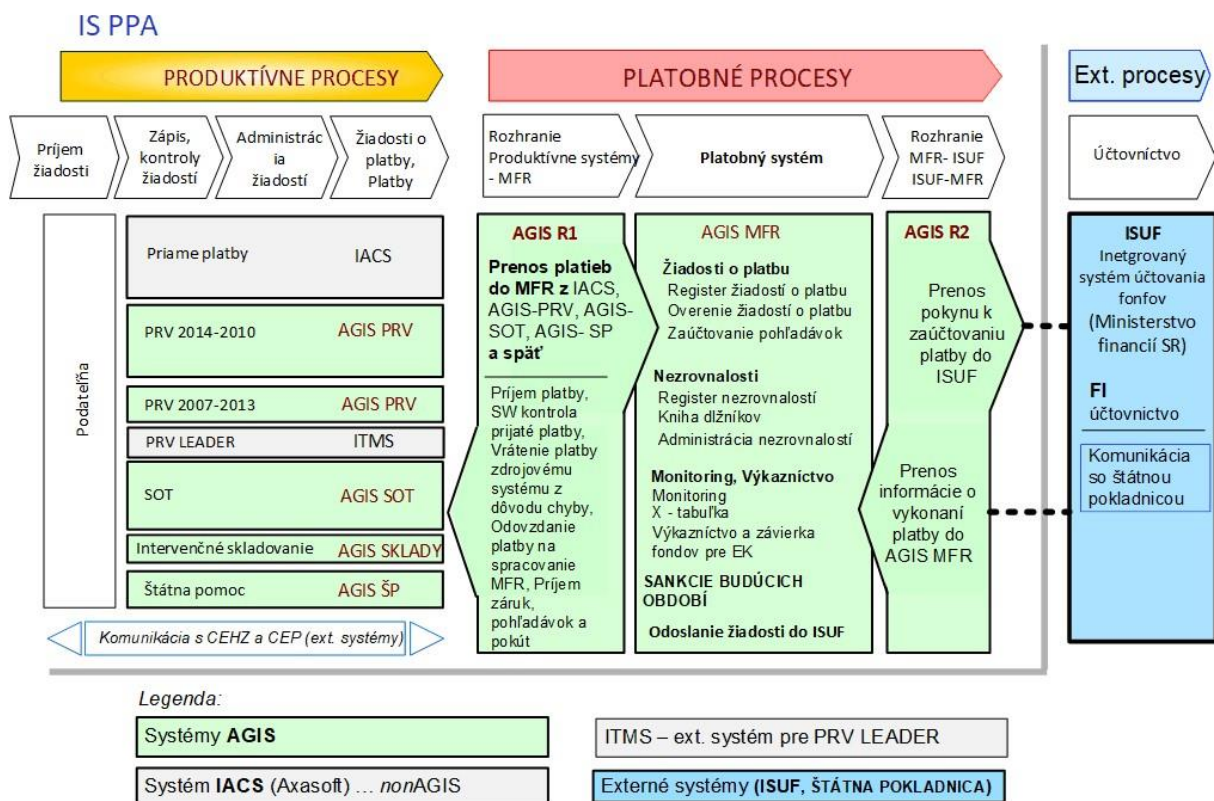 IS PPA
PRODUKTÍVNE PROCESY
PLATOBNÉ PROCESY
Ext. procesy
Príjem
žiadosti
Zápis,
kontroly
žiadostí
Administrác
ia
žiadostí
Žiadosti o
platby,
Platby
Rozhranie
Produktívne systémy
- MFR
Platobný systém
Rozhranie
MFR- ISUF
ISUF-MFR
Účtovníctvo
Podateľňa
Priame platby IACS
PRV 2014-2010 AGIS PRV
PRV 2007-2013 AGIS PRV
PRV LEADER ITMS
SOT AGIS SOT
Intervenčné skladovanie AGIS SKLADY
Štátna pomoc AGIS ŠP
Komunikácia s CEHZ a CEP (ext. systémy)
AGIS R1
Prenos platieb
do MFR z IACS,
AGIS-PRV, AGIS-
SOT, AGIS- SP
a späť
Príjem platby,
SW kontrola
prijaté platby,
Vrátenie platby
zdrojovému
systému z
dôvodu chyby,
Odovzdanie
platby na
spracovanie
MFR, Príjem
záruk,
pohľadávok a
pokút
AGIS MFR
Žiadosti o platbu
Register žiadostí o platbu
Overenie žiadostí o platbu
Zaúčtovanie pohľadávok
Nezrovnalosti
Register nezrovnalostí
Kniha dlžníkov
Administrácia nezrovnalostí
Monitoring, Výkazníctvo
Monitoring
X - tabuľka
Výkazníctvo a závierka
fondov pre EK
SANKCIE BUDÚCICH
OBDOBÍ
Odoslanie žiadosti do ISUF
AGIS R2
Prenos
pokynu k
zaúčtovaniu
platby do
ISUF
Prenos
informácie o
vykonaní
platby do
AGIS MFR
ISUF
Inetgrovaný
systém účtovania
fonfov
(Ministerstvo
financií SR)
FI
účtovnictvo
Komunikácia
so štátnou
pokladnicou
Legenda:
Systémy AGIS
ITMS – ext. systém pre PRV LEADER
Systém IACS (Axasoft) … nonAGIS
Externé systémy (ISUF, ŠTÁTNA POKLADNICA)